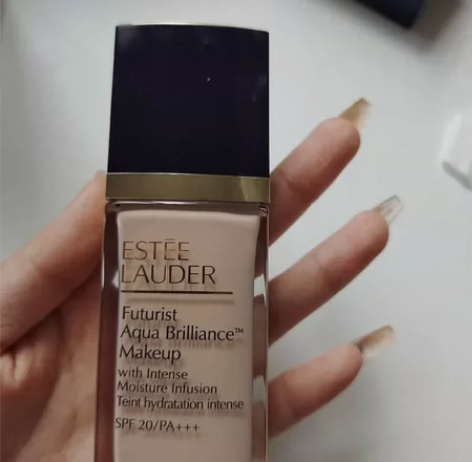 ESTĒE
LAUDER
Futurist
Aqua Brilliance™
Makeup
with Intense
Moisture Infusion
Teint hydratation intense
SPF 20/PA+++